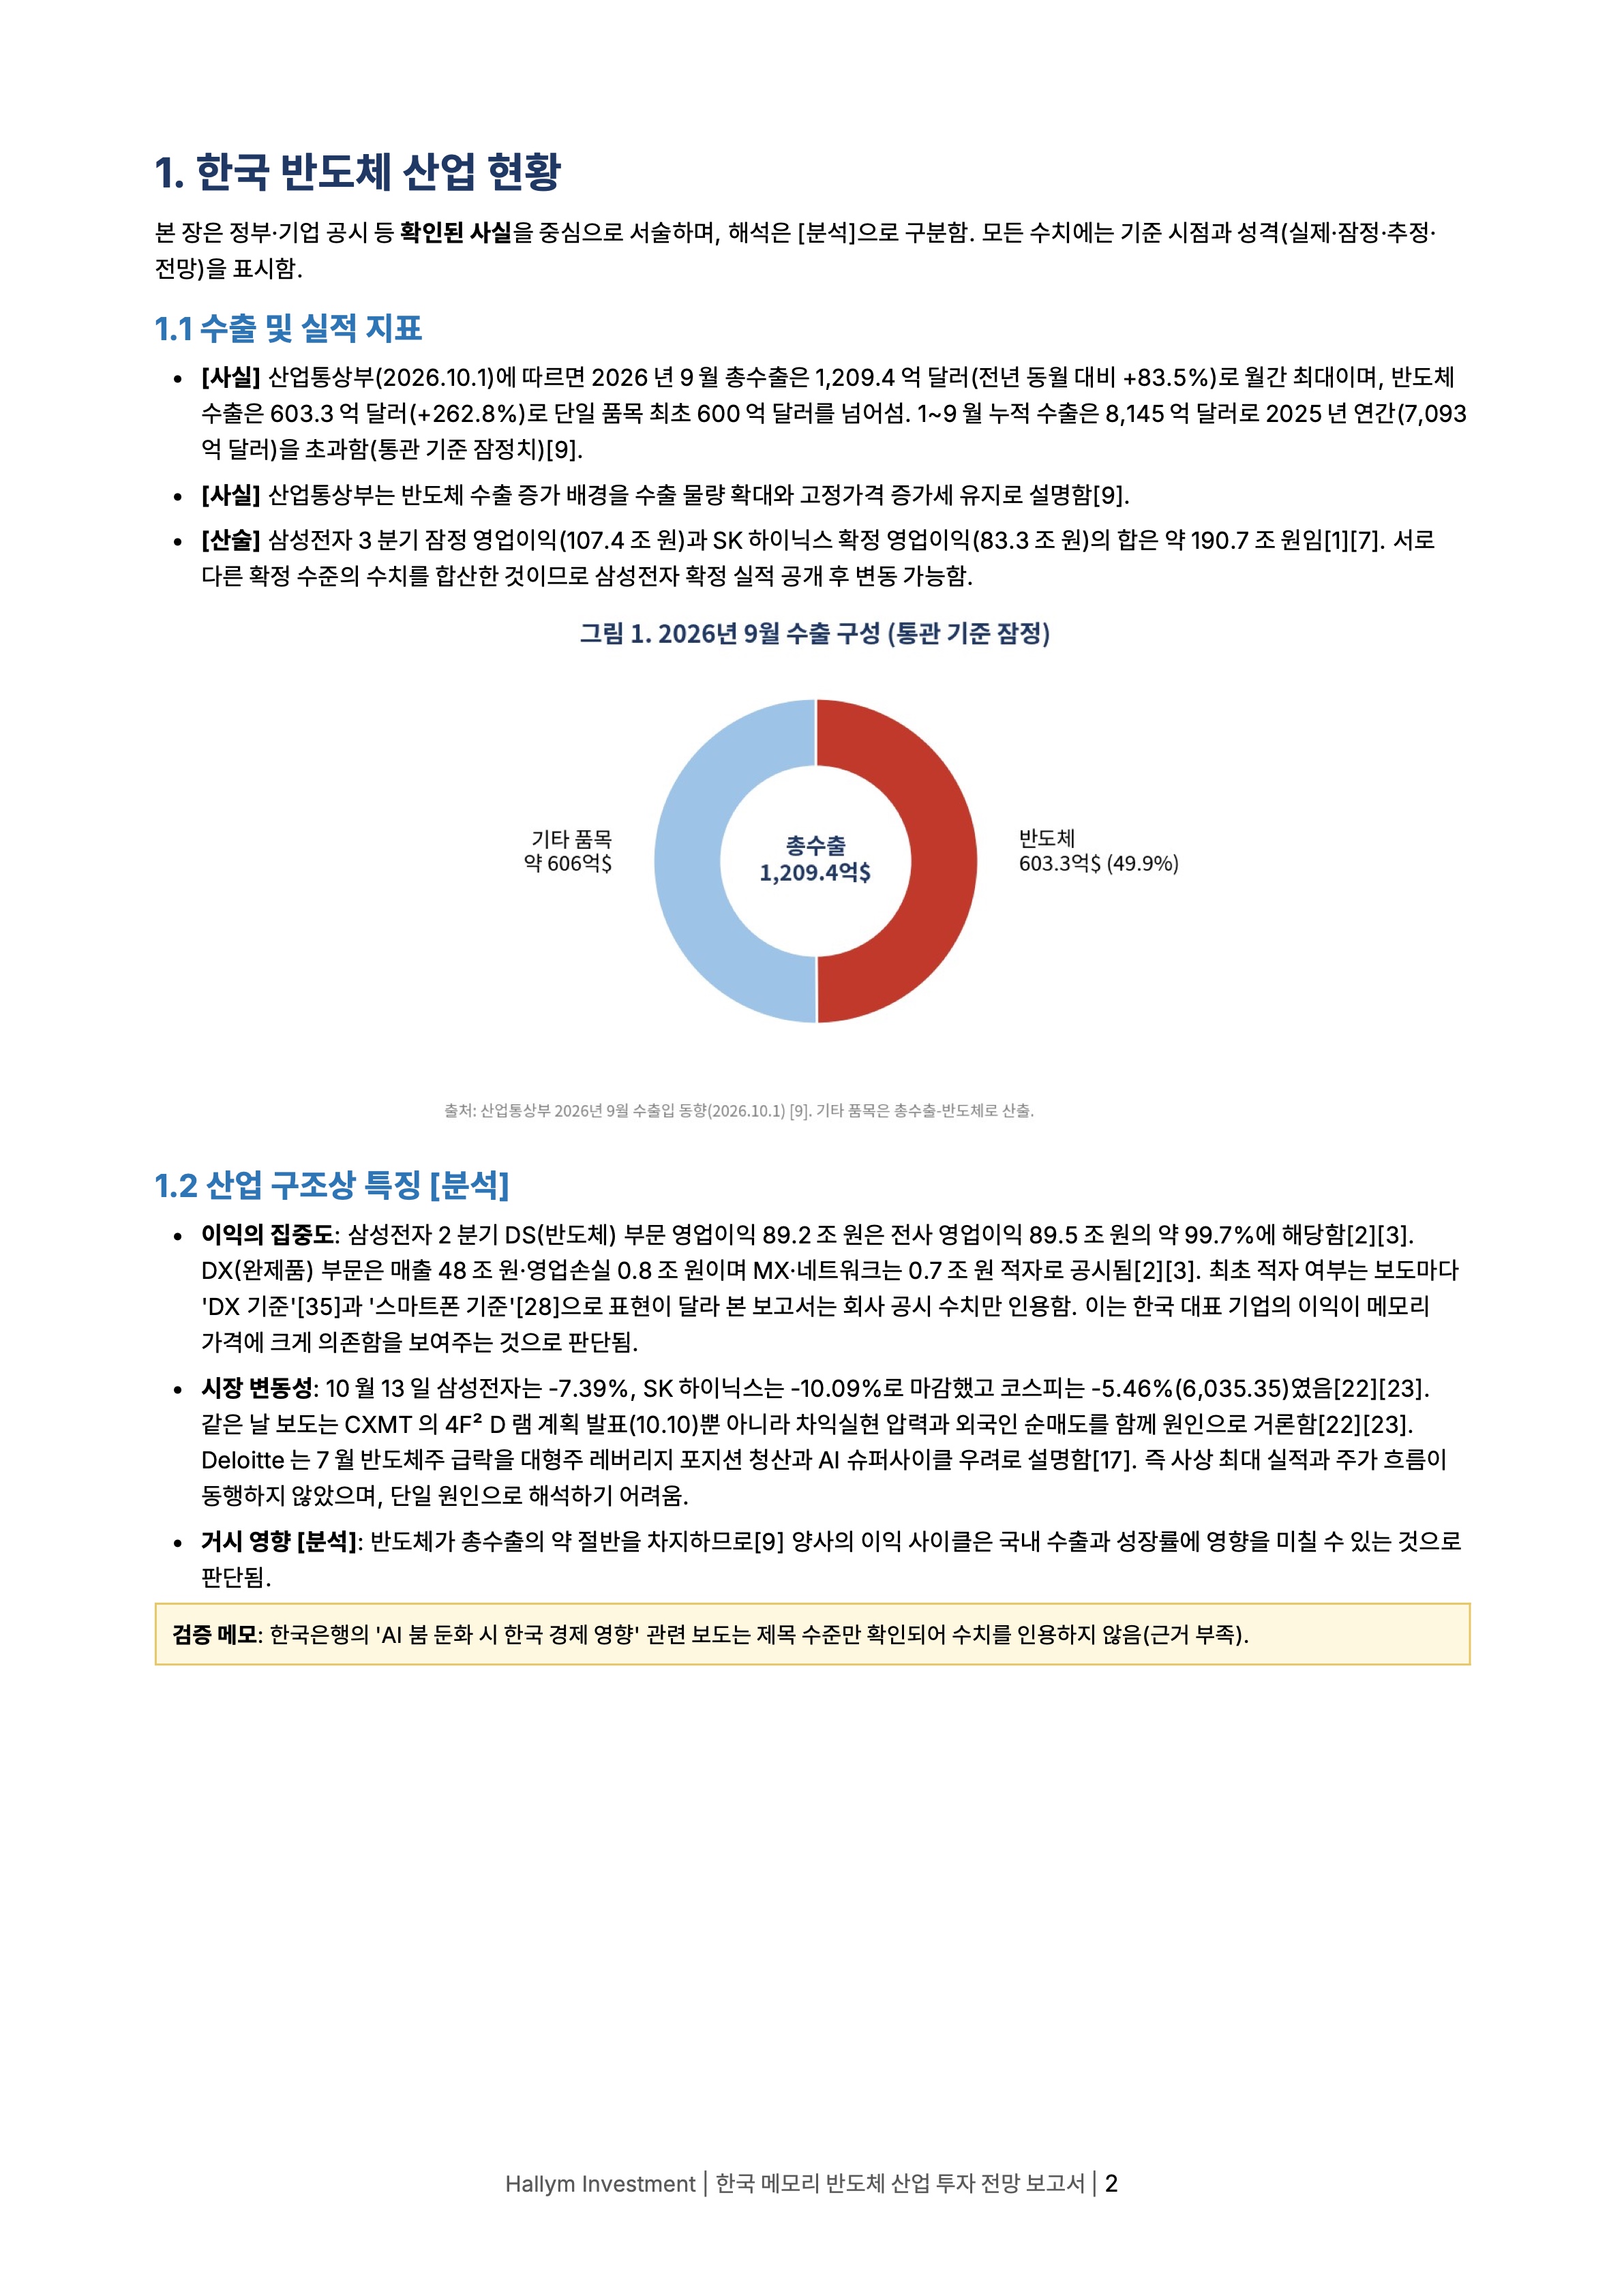 1. 한국 반도체 산업 현황
본 장은 정부·기업 공시 등 확인된 사실을 중심으로 서술하며, 해석은 [분석]으로 구분함. 모든 수치에는 기준 시점과 성격(실제·잠정·추정·
전망)을 표시함.
1.1 수출 및 실적 지표
• [사실] 산업통상부(2026.10.1)에 따르면 2026 년 9 월 총수출은 1,209.4 억 달러(전년 동월 대비 +83.5%)로 월간 최대이며, 반도체
수출은 603.3 억 달러(+262.8%)로 단일 품목 최초 600 억 달러를 넘어섬. 1~9 월 누적 수출은 8,145 억 달러로 2025 년 연간(7,093
억 달러)을 초과함(통관 기준 잠정치)[9].
• [사실] 산업통상부는 반도체 수출 증가 배경을 수출 물량 확대와 고정가격 증가세 유지로 설명함[9].
• [산술] 삼성전자 3 분기 잠정 영업이익(107.4 조 원)과 SK 하이닉스 확정 영업이익(83.3 조 원)의 합은 약 190.7 조 원임[1][7]. 서로
다른 확정 수준의 수치를 합산한 것이므로 삼성전자 확정 실적 공개 후 변동 가능함.
그림 1. 2026년 9월 수출 구성 (통관 기준 잠정)
기타 품목
약 606억$
총수출
1,209.4억$
반도체
603.3억$ (49.9%)
출처: 산업통상부 2026년 9월 수출입 동향(2026.10.1) [9]. 기타 품목은 총수출-반도체로 산출.
1.2 산업 구조상 특징 [분석]
• 이익의 집중도: 삼성전자 2 분기 DS(반도체) 부문 영업이익 89.2 조 원은 전사 영업이익 89.5 조 원의 약 99.7%에 해당함[2][3].
DX(완제품) 부문은 매출 48 조 원·영업손실 0.8 조 원이며 MX·네트워크는 0.7 조 원 적자로 공시됨[2][3]. 최초 적자 여부는 보도마다
'DX 기준'[35]과 '스마트폰 기준'[28]으로 표현이 달라 본 보고서는 회사 공시 수치만 인용함. 이는 한국 대표 기업의 이익이 메모리
가격에 크게 의존함을 보여주는 것으로 판단됨.
• 시장 변동성: 10 월 13 일 삼성전자는 -7.39%, SK 하이닉스는 -10.09%로 마감했고 코스피는 -5.46%(6,035.35)였음[22][23].
같은 날 보도는 CXMT 의 4F² D 램 계획 발표(10.10)뿐 아니라 차익실현 압력과 외국인 순매도를 함께 원인으로 거론함[22][23].
Deloitte 는 7 월 반도체주 급락을 대형주 레버리지 포지션 청산과 AI 슈퍼사이클 우려로 설명함[17]. 즉 사상 최대 실적과 주가 흐름이
동행하지 않았으며, 단일 원인으로 해석하기 어려움.
• 거시 영향 [분석]: 반도체가 총수출의 약 절반을 차지하므로[9] 양사의 이익 사이클은 국내 수출과 성장률에 영향을 미칠 수 있는 것으로
판단됨.
검증 메모: 한국은행의 'AI 붐 둔화 시 한국 경제 영향' 관련 보도는 제목 수준만 확인되어 수치를 인용하지 않음(근거 부족).
Hallym Investment | 한국 메모리 반도체 산업 투자 전망 보고서 | 2